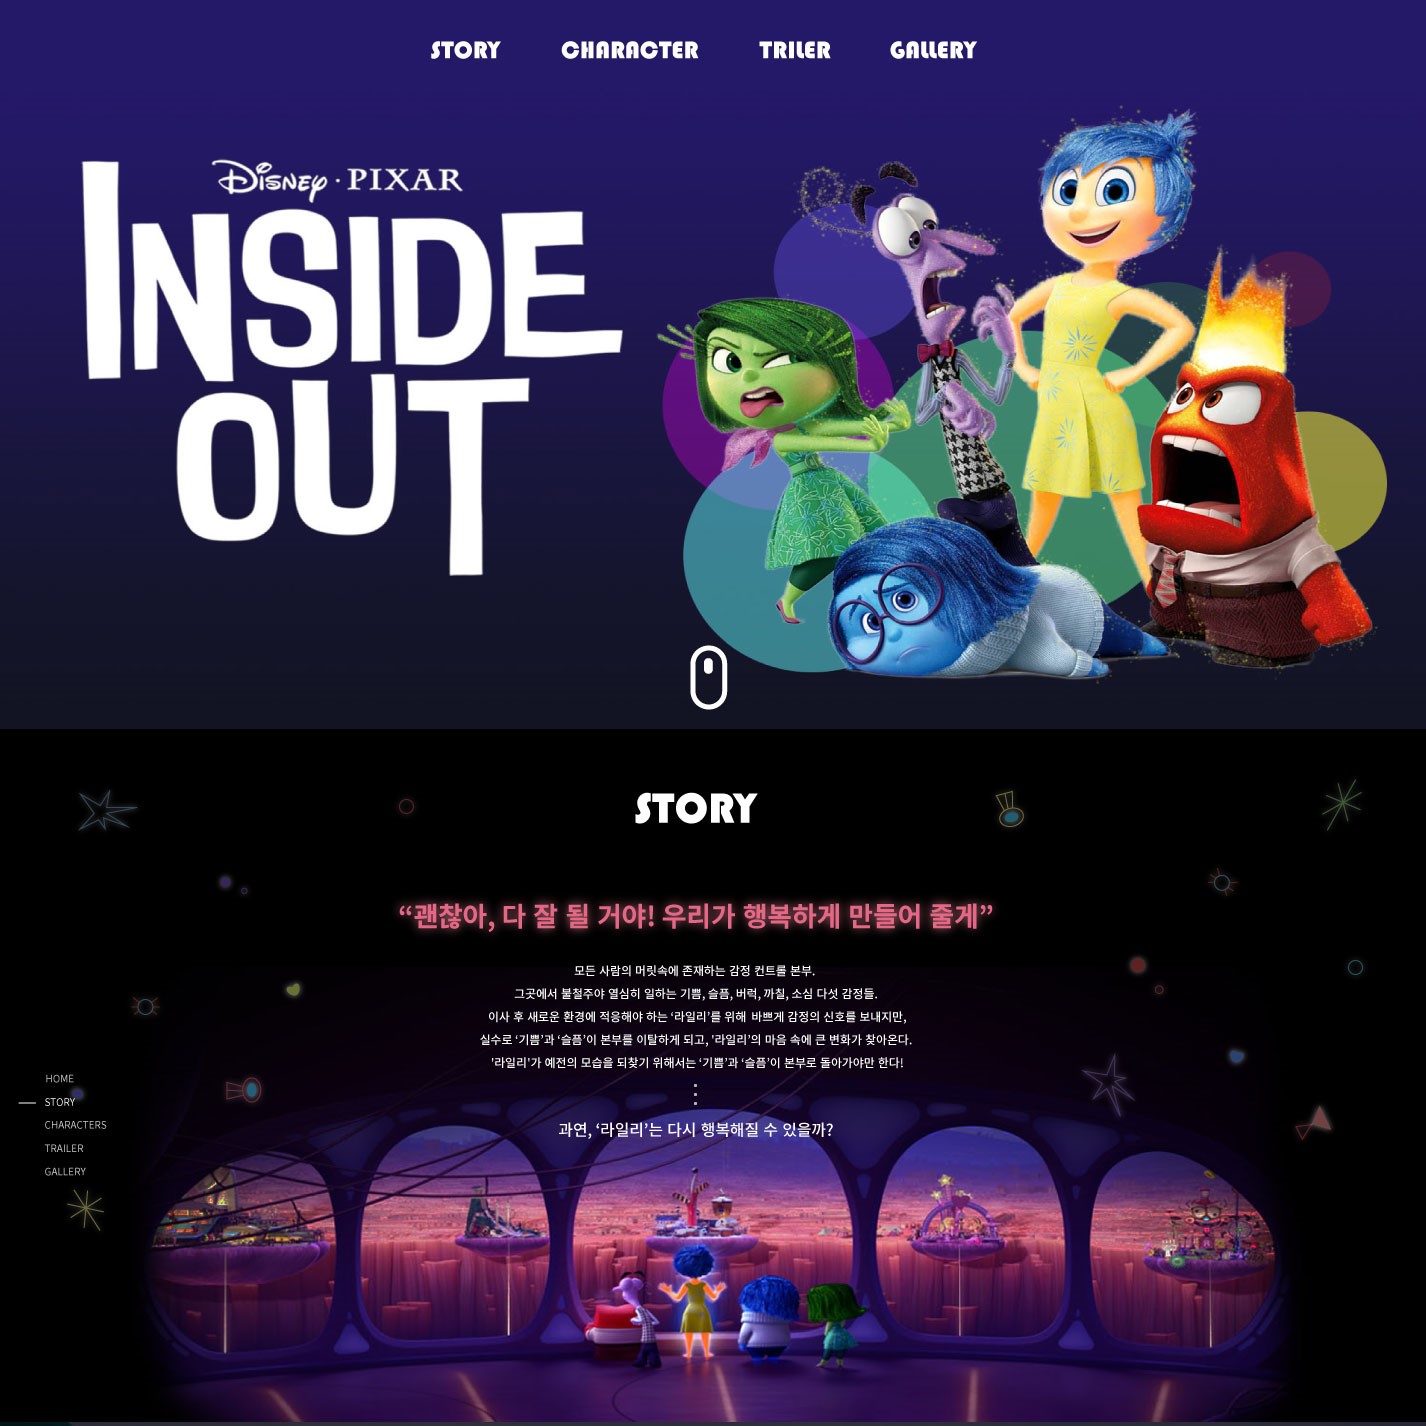 STORY CHARACTER TRILER GALLERY
DISNEY · PIXAR
INSIDE
OUT
STORY
“괜찮아, 다 잘 될 거야! 우리가 행복하게 만들어 줄게”
모든 사람의 머릿속에 존재하는 감정 컨트롤 본부.
그곳에서 불철주야 열심히 일하는 기쁨, 슬픔, 버럭, 까칠, 소심 다섯 감정들.
이사 후 새로운 환경에 적응해야 하는 ‘라일리’를 위해 바쁘게 감정의 신호를 보내지만,
실수로 ‘기쁨’과 ‘슬픔’이 본부를 이탈하게 되고, '라일리’의 마음 속에 큰 변화가 찾아온다.
'라일리'가 예전의 모습을 되찾기 위해서는 ‘기쁨’과 ‘슬픔’이 본부로 돌아가야만 한다!
과연, ‘라일리’는 다시 행복해질 수 있을까?
HOME
STORY
CHARACTERS
TRAILER
GALLERY